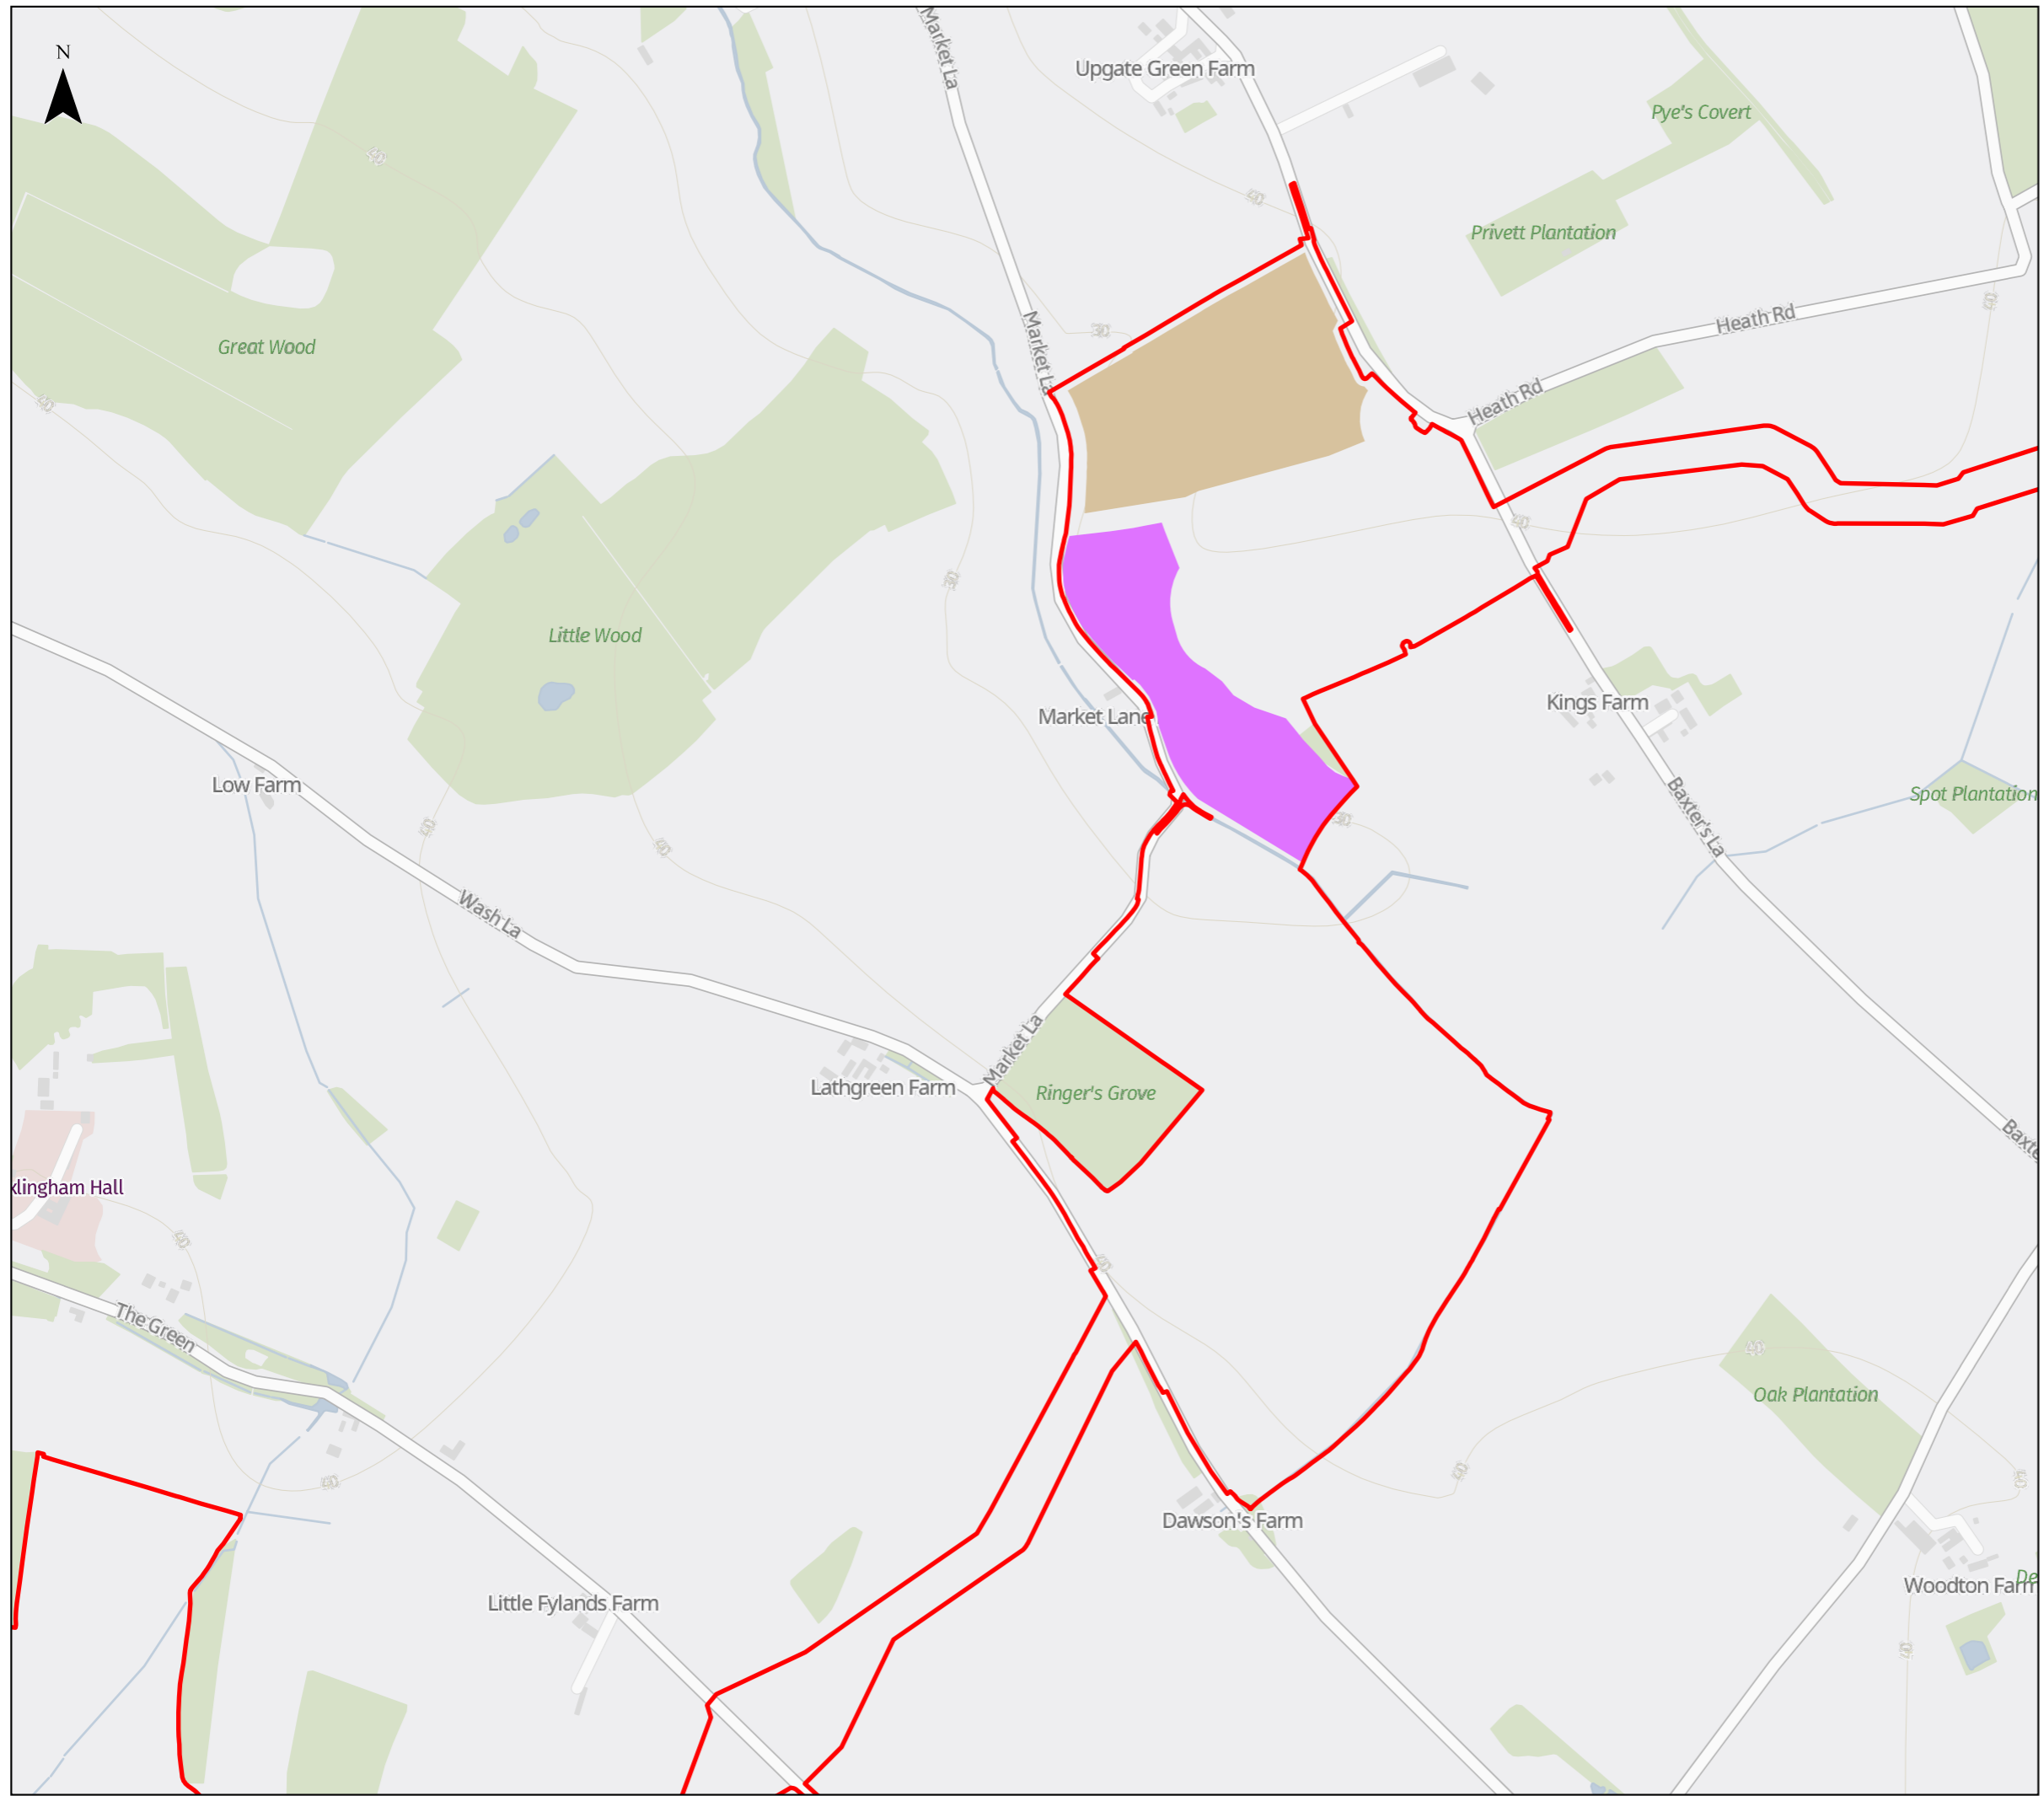 N
Market La
Upgate Green Farm
Pye's Covert
Privett Plantation
Heath Rd
Market La
Great Wood
Heath Rd
Little Wood
Kings Farm
Market Lane
Low Farm
Baxter's La
Spot Plantation
Wash La
Market La
Lathgreen Farm
Ringer's Grove
Baxte
klingham Hall
The Green
Oak Plantation
Dawson's Farm
De
Woodton Farm
Little Fylands Farm